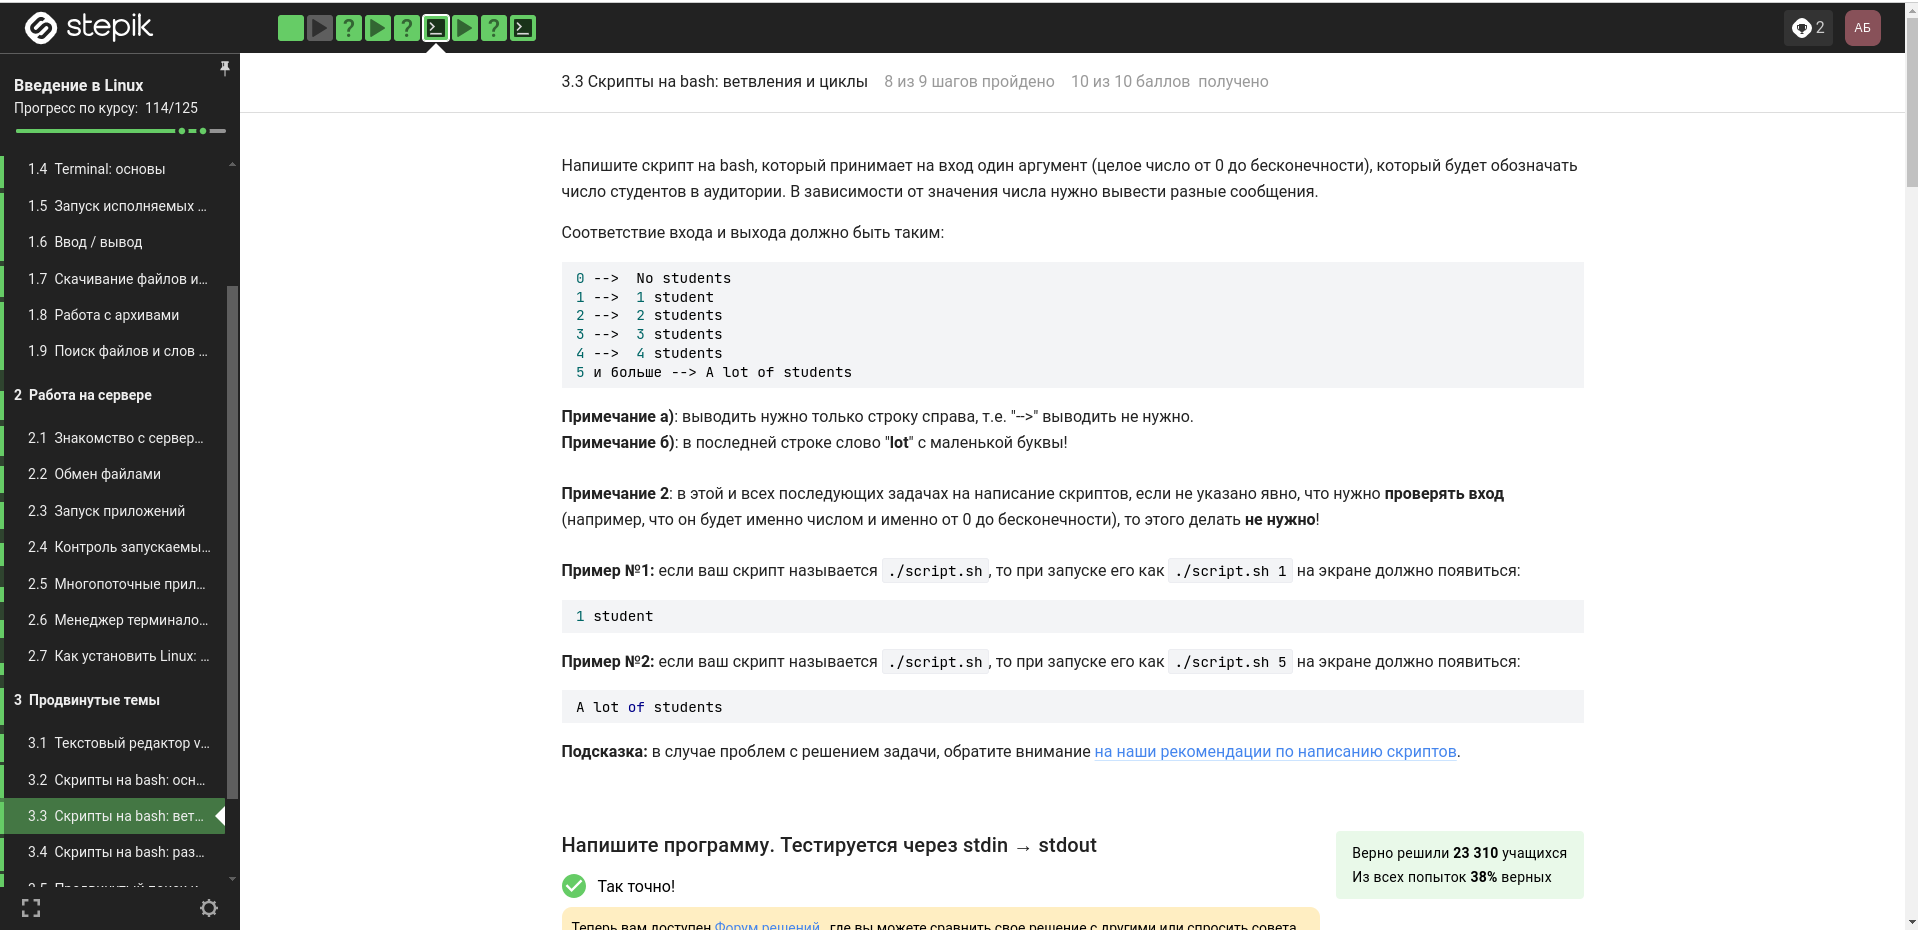 stepik
2
АБ
Введение в Linux
Прогресс по курсу: 114/125
1.4 Terminal: основы
1.5 Запуск исполняемых ...
1.6 Ввод / вывод
1.7 Скачивание файлов и...
1.8 Работа с архивами
1.9 Поиск файлов и слов ...
2 Работа на сервере
2.1 Знакомство с сервер...
2.2 Обмен файлами
2.3 Запуск приложений
2.4 Контроль запускаемы...
2.5 Многопоточные прил...
2.6 Менеджер терминало...
2.7 Как установить Linux: ...
3 Продвинутые темы
3.1 Текстовый редактор v...
3.2 Скрипты на bash: осн...
3.3 Скрипты на bash: вет...
3.4 Скрипты на bash: раз...
3.3 Скрипты на bash: ветвления и циклы 8 из 9 шагов пройдено 10 из 10 баллов получено
Напишите скрипт на bash, который принимает на вход один аргумент (целое число от 0 до бесконечности), который будет обозначать
число студентов в аудитории. В зависимости от значения числа нужно вывести разные сообщения.
Соответствие входа и выхода должно быть таким:
0 --> No students
1 --> 1 student
2 --> 2 students
3 --> 3 students
4 --> 4 students
5 и больше --> A lot of students
Примечание а): выводить нужно только строку справа, т.е. "-->" выводить не нужно.
Примечание б): в последней строке слово "lot" с маленькой буквы!
Примечание 2: в этой и всех последующих задачах на написание скриптов, если не указано явно, что нужно проверять вход
(например, что он будет именно числом и именно от 0 до бесконечности), то этого делать не нужно!
Пример №1: если ваш скрипт называется ./script.sh, то при запуске его как ./script.sh 1 на экране должно появиться:
1 student
Пример №2: если ваш скрипт называется ./script.sh, то при запуске его как ./script.sh 5 на экране должно появиться:
A lot of students
Подсказка: в случае проблем с решением задачи, обратите внимание на наши рекомендации по написанию скриптов.
Напишите программу. Тестируется через stdin → stdout
Так точно!
Верно решили 23 310 учащихся
Из всех попыток 38% верных
Теперь вам доступен Форум решений, где вы можете сравнить свое решение с другими или спросить совета.